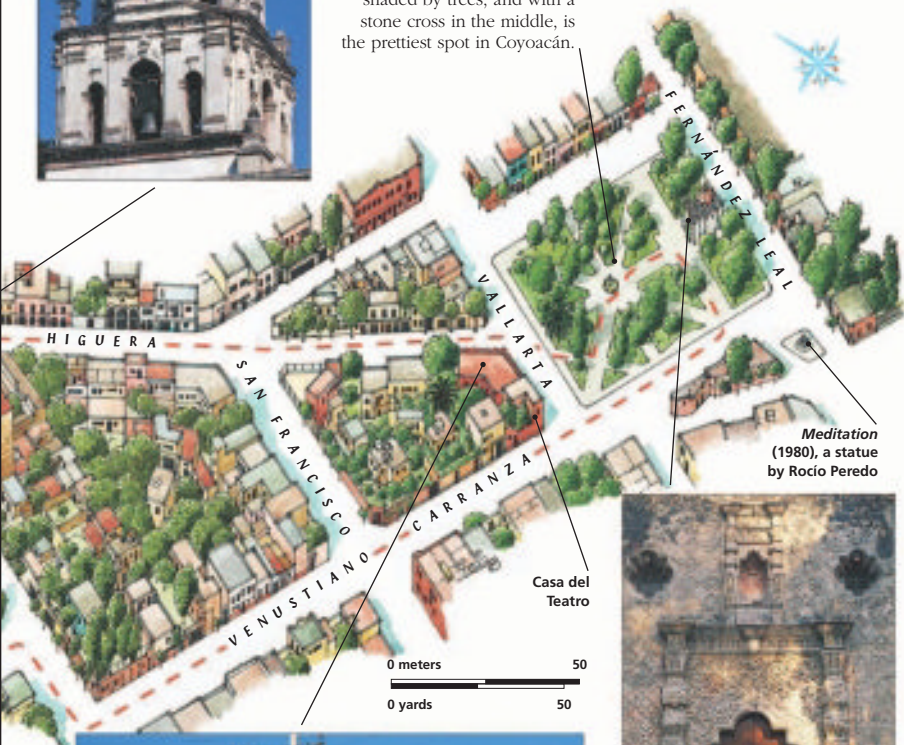 shaded by trees, and with a
stone cross in the middle, is
the prettiest spot in Coyoacán.
FERNÁNDEZ LEAL
VALLARTA
HIGUERA
SAN FRANCISCO
Meditation
(1980), a statue
by Rocío Peredo
VENUSTIANO CARRANZA
Casa del
Teatro
0 meters 50
0 yards 50